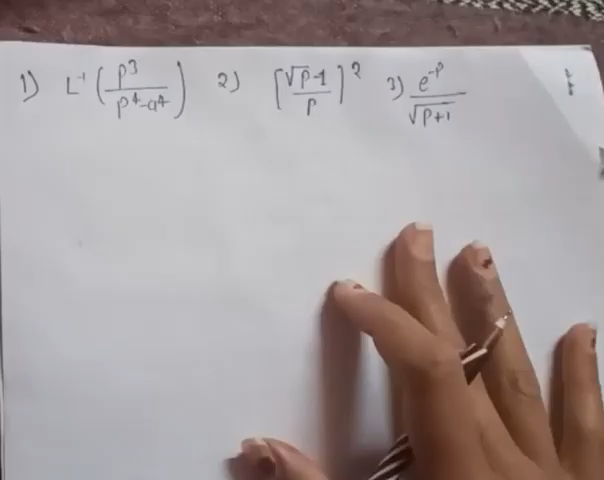 1) L⁻¹ (p³ / p⁴-a⁴) 2) [√p-1 / p]² 3) e⁻ᵖ / √p+1